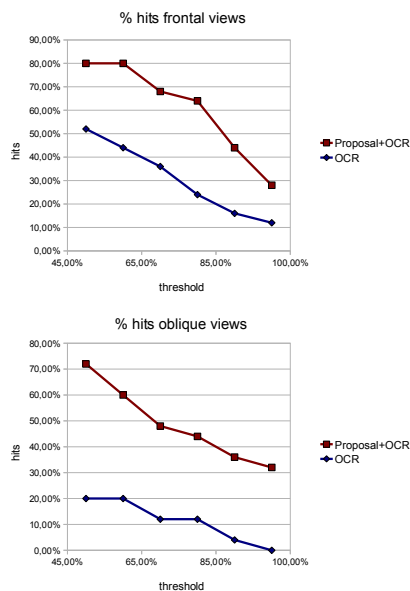 % hits frontal views
90,00%
80,00%
70,00%
60,00%
50,00%
40,00%
30,00%
20,00%
10,00%
0,00%
hits
45,00% 65,00% 85,00% 100,00%
threshold
Proposal+OCR
OCR
% hits oblique views
80,00%
70,00%
60,00%
50,00%
40,00%
30,00%
20,00%
10,00%
0,00%
hits
45,00% 65,00% 85,00% 100,00%
threshold
Proposal+OCR
OCR